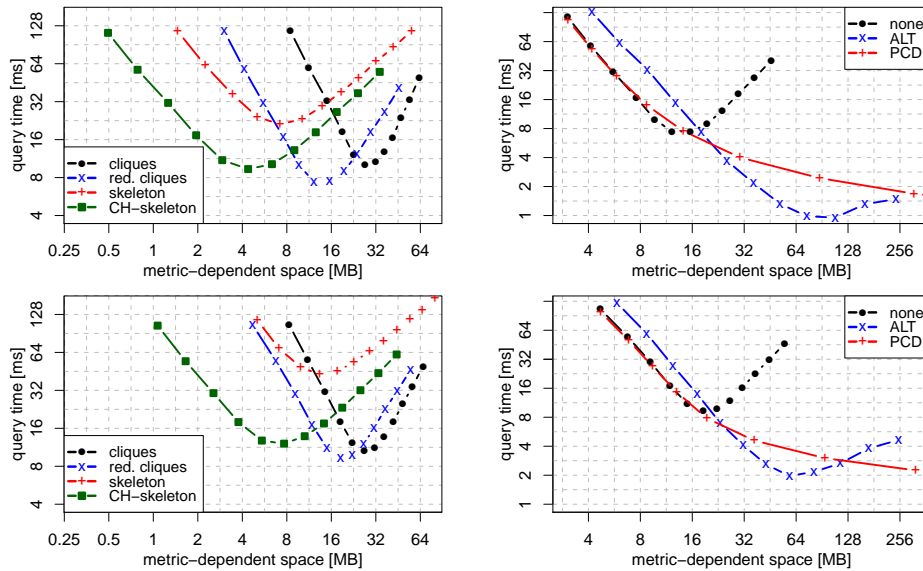 query time [ms]
128
64
32
16
8
4
cliques
red. cliques
skeleton
CH−skeleton
0.25
0.5
1
2
4
8
16
32
64
metric−dependent space [MB]
query time [ms]
64
32
16
8
4
2
1
none
ALT
PCD
4
8
16
32
64
128
256
metric−dependent space [MB]
query time [ms]
128
64
32
16
8
4
cliques
red. cliques
skeleton
CH−skeleton
0.25
0.5
1
2
4
8
16
32
64
metric−dependent space [MB]
query time [ms]
64
32
16
8
4
2
1
none
ALT
PCD
4
8
16
32
64
128
256
metric−dependent space [MB]